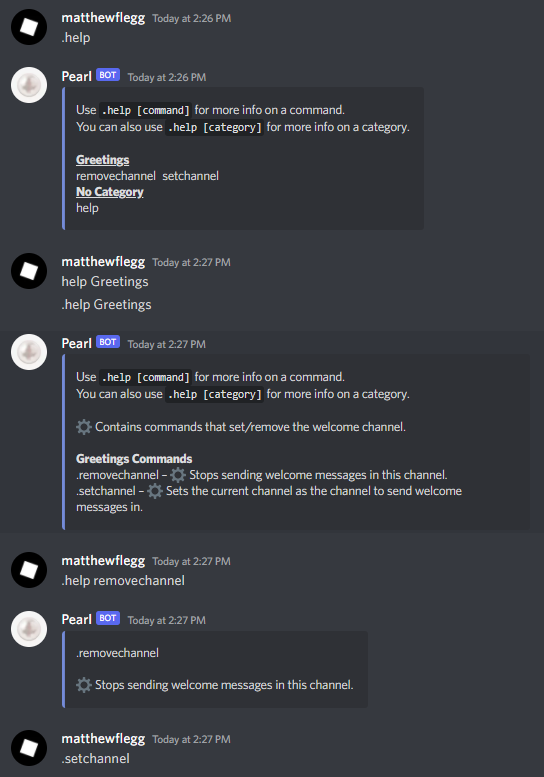 matthewflegg Today at 2:26 PM
.help
Pearl BOT Today at 2:26 PM
Use .help [command] for more info on a command.
You can also use .help [category] for more info on a category.
Greetings
removechannel setchannel
No Category
help
matthewflegg Today at 2:27 PM
help Greetings
.help Greetings
Pearl BOT Today at 2:27 PM
Use .help [command] for more info on a command.
You can also use .help [category] for more info on a category.
Contains commands that set/remove the welcome channel.
Greetings Commands
.removechannel – Stops sending welcome messages in this channel.
.setchannel – Sets the current channel as the channel to send welcome
messages in.
matthewflegg Today at 2:27 PM
.help removechannel
Pearl BOT Today at 2:27 PM
.removechannel
Stops sending welcome messages in this channel.
matthewflegg Today at 2:27 PM
.setchannel